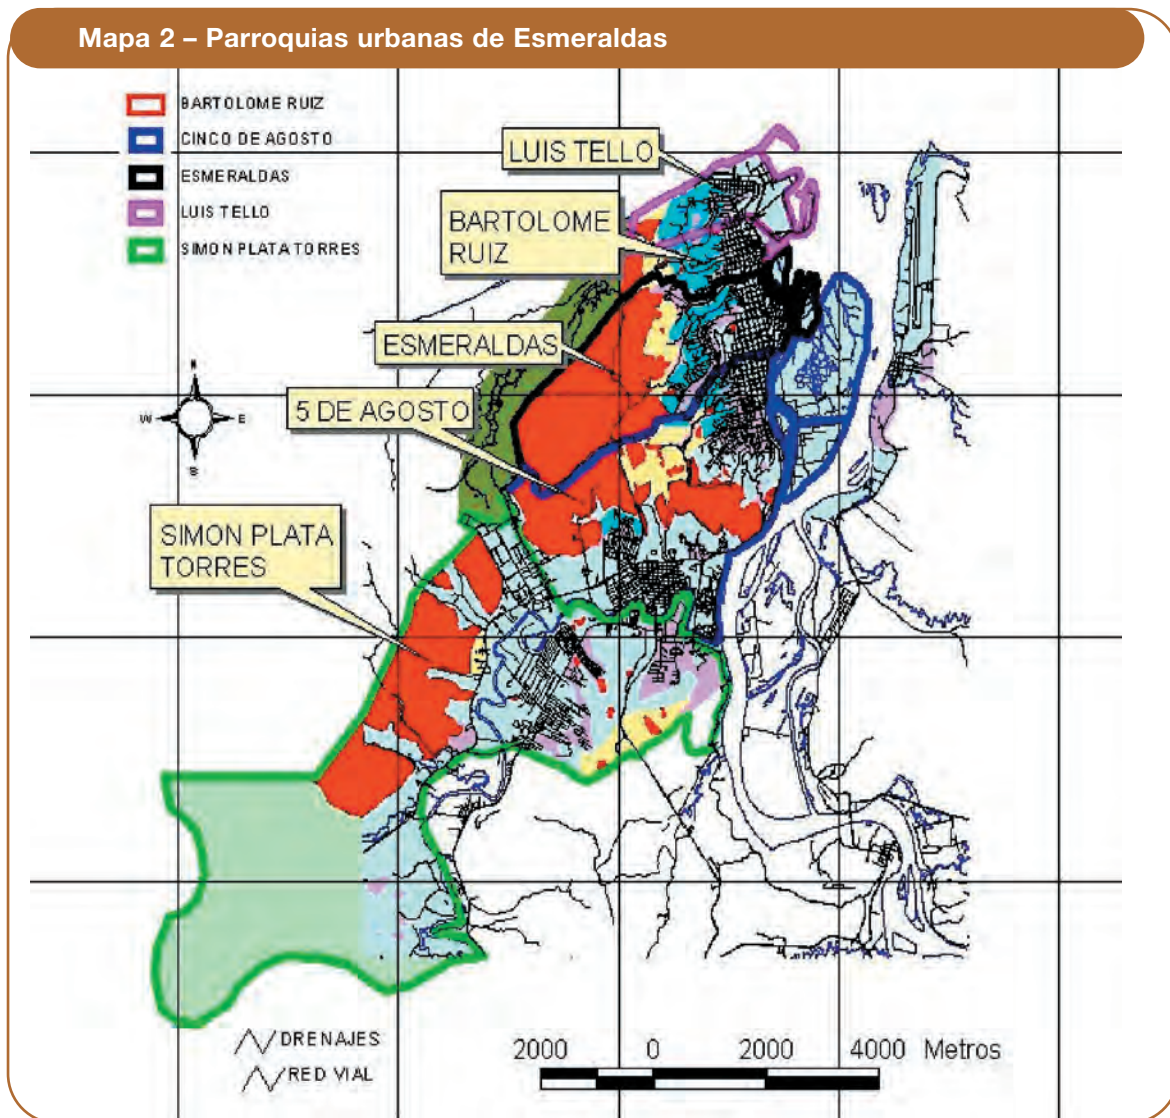 Mapa 2 – Parroquias urbanas de Esmeraldas
BARTOLOME RUIZ
CINCO DE AGOSTO
ESMERALDAS
LUIS TELLO
SIMON PLATA TORRES
LUIS TELLO
BARTOLOME
RUIZ
ESMERALDAS
5 DE AGOSTO
SIMON PLATA
TORRES
N
W
E
S
DRENAJES
RED VIAL
2000 0 2000 4000 Metros